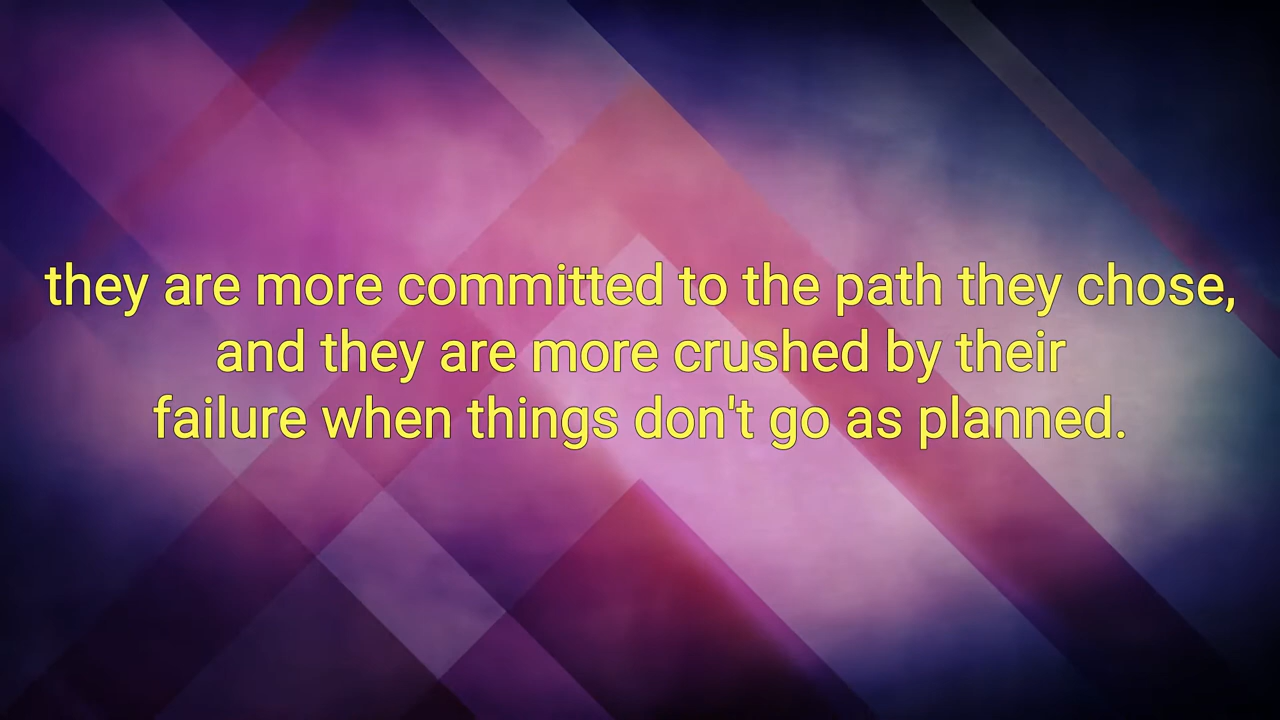 they are more committed to the path they chose,
and they are more crushed by their
failure when things don't go as planned.